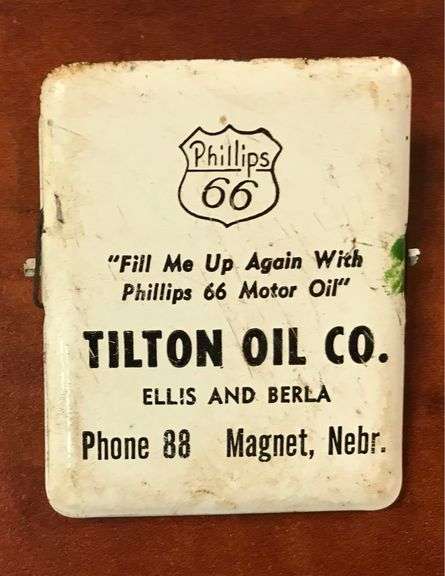 Phillips
66
"Fill Me Up Again With
Phillips 66 Motor Oil"
TILTON OIL CO.
ELLIS AND BERLA
Phone 88 Magnet, Nebr.